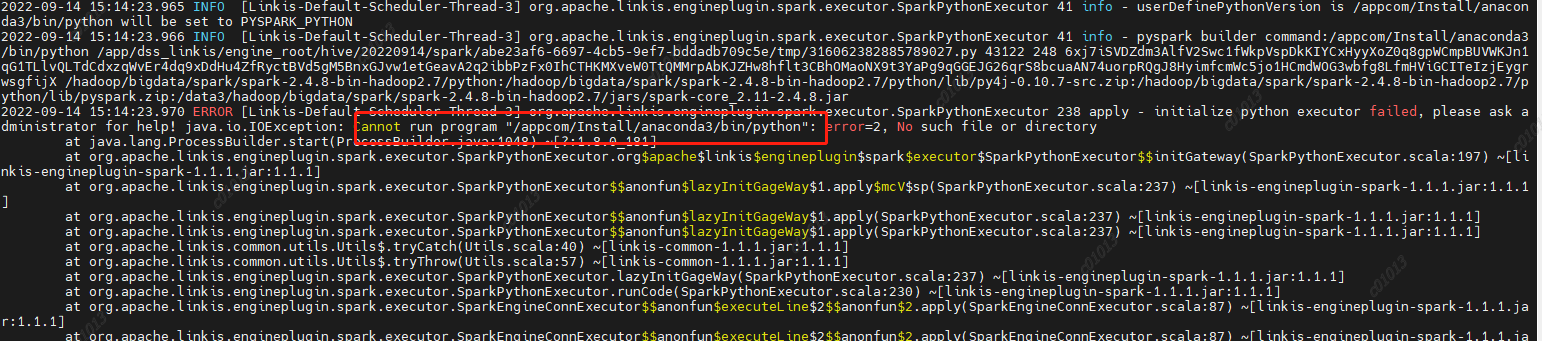 2022-09-14 15:14:23.965 INFO  [Linkis-Default-Scheduler-Thread-3] org.apache.linkis.engineplugin.spark.executor.SparkPythonExecutor 41 info - userDefinePythonVersion is /appcom/Install/anacon
da3/bin/python will be set to PYSPARK_PYTHON
2022-09-14 15:14:23.966 INFO  [Linkis-Default-Scheduler-Thread-3] org.apache.linkis.engineplugin.spark.executor.SparkPythonExecutor 41 info - pyspark builder command:/appcom/Install/anaconda3
/bin/python /app/dss_linkis/engine_root/hive/20220914/spark/abe23af6-6697-4cb5-9ef7-bddadb709c5e/tmp/316062382885789027.py 43122 248
/hadoop/bigdata/spark/spark-2.4.8-bin-hadoop2.7/python:/hadoop/bigdata/spark/spark-2.4.8-bin-hadoop2.7/python/lib/py4j-0.10.7-src.zip:/hadoop/bigdata/spark/spark-2.4.8-bin-hadoop2.7/p
ython/lib/pyspark.zip:/data3/hadoop/bigdata/spark/spark-2.4.8-bin-hadoop2.7/jars/spark-core_2.11-2.4.8.jar
2022-09-14 15:14:23.970 ERROR [Linkis-Default-Scheduler-Thread-3] org.apache.linkis.engineplugin.spark.executor.SparkPythonExecutor 238 apply - initialize python executor failed, please ask a
dministrator for help! java.io.IOException: Cannot run program "/appcom/Install/anaconda3/bin/python": error=2, No such file or directory
at java.lang.ProcessBuilder.start(ProcessBuilder.java:1048) ~[?:1.8.0_181]
at org.apache.linkis.engineplugin.spark.executor.SparkPythonExecutor.org$apache$linkis$engineplugin$spark$executor$SparkPythonExecutor$$initGateway(SparkPythonExecutor.scala:197) ~[li
nkis-engineplugin-spark-1.1.1.jar:1.1.1]
at org.apache.linkis.engineplugin.spark.executor.SparkPythonExecutor$$anonfun$lazyInitGageWay$1.apply$mcV$sp(SparkPythonExecutor.scala:237) ~[linkis-engineplugin-spark-1.1.1.jar:1.1.1
]
at org.apache.linkis.engineplugin.spark.executor.SparkPythonExecutor$$anonfun$lazyInitGageWay$1.apply(SparkPythonExecutor.scala:237) ~[linkis-engineplugin-spark-1.1.1.jar:1.1.1]
at org.apache.linkis.engineplugin.spark.executor.SparkPythonExecutor$$anonfun$lazyInitGageWay$1.apply(SparkPythonExecutor.scala:237) ~[linkis-engineplugin-spark-1.1.1.jar:1.1.1]
at org.apache.linkis.common.utils.Utils$.tryCatch(Utils.scala:40) ~[linkis-common-1.1.1.jar:1.1.1]
at org.apache.linkis.common.utils.Utils$.tryThrow(Utils.scala:57) ~[linkis-common-1.1.1.jar:1.1.1]
at org.apache.linkis.engineplugin.spark.executor.SparkPythonExecutor.lazyInitGageWay(SparkPythonExecutor.scala:237) ~[linkis-engineplugin-spark-1.1.1.jar:1.1.1]
at org.apache.linkis.engineplugin.spark.executor.SparkPythonExecutor.runCode(SparkPythonExecutor.scala:230) ~[linkis-engineplugin-spark-1.1.1.jar:1.1.1]
at org.apache.linkis.engineplugin.spark.executor.SparkEngineConnExecutor$$anonfun$executeLine$2$$anonfun$2.apply(SparkEngineConnExecutor.scala:87) ~[linkis-engineplugin-spark-1.1.1.ja
r:1.1.1]
at org.apache.linkis.engineplugin.spark.executor.SparkEngineConnExecutor$$anonfun$executeLine$2$$anonfun$2.apply(SparkEngineConnExecutor.scala:87) ~[linkis-engineplugin-spark-1.1.1.ja